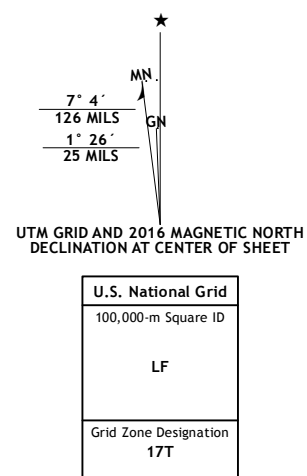 ★
MN
GN
7° 4´
126 MILS
1° 26´
25 MILS
UTM GRID AND 2016 MAGNETIC NORTH
DECLINATION AT CENTER OF SHEET
U.S. National Grid
100,000-m Square ID
LF
Grid Zone Designation
17T